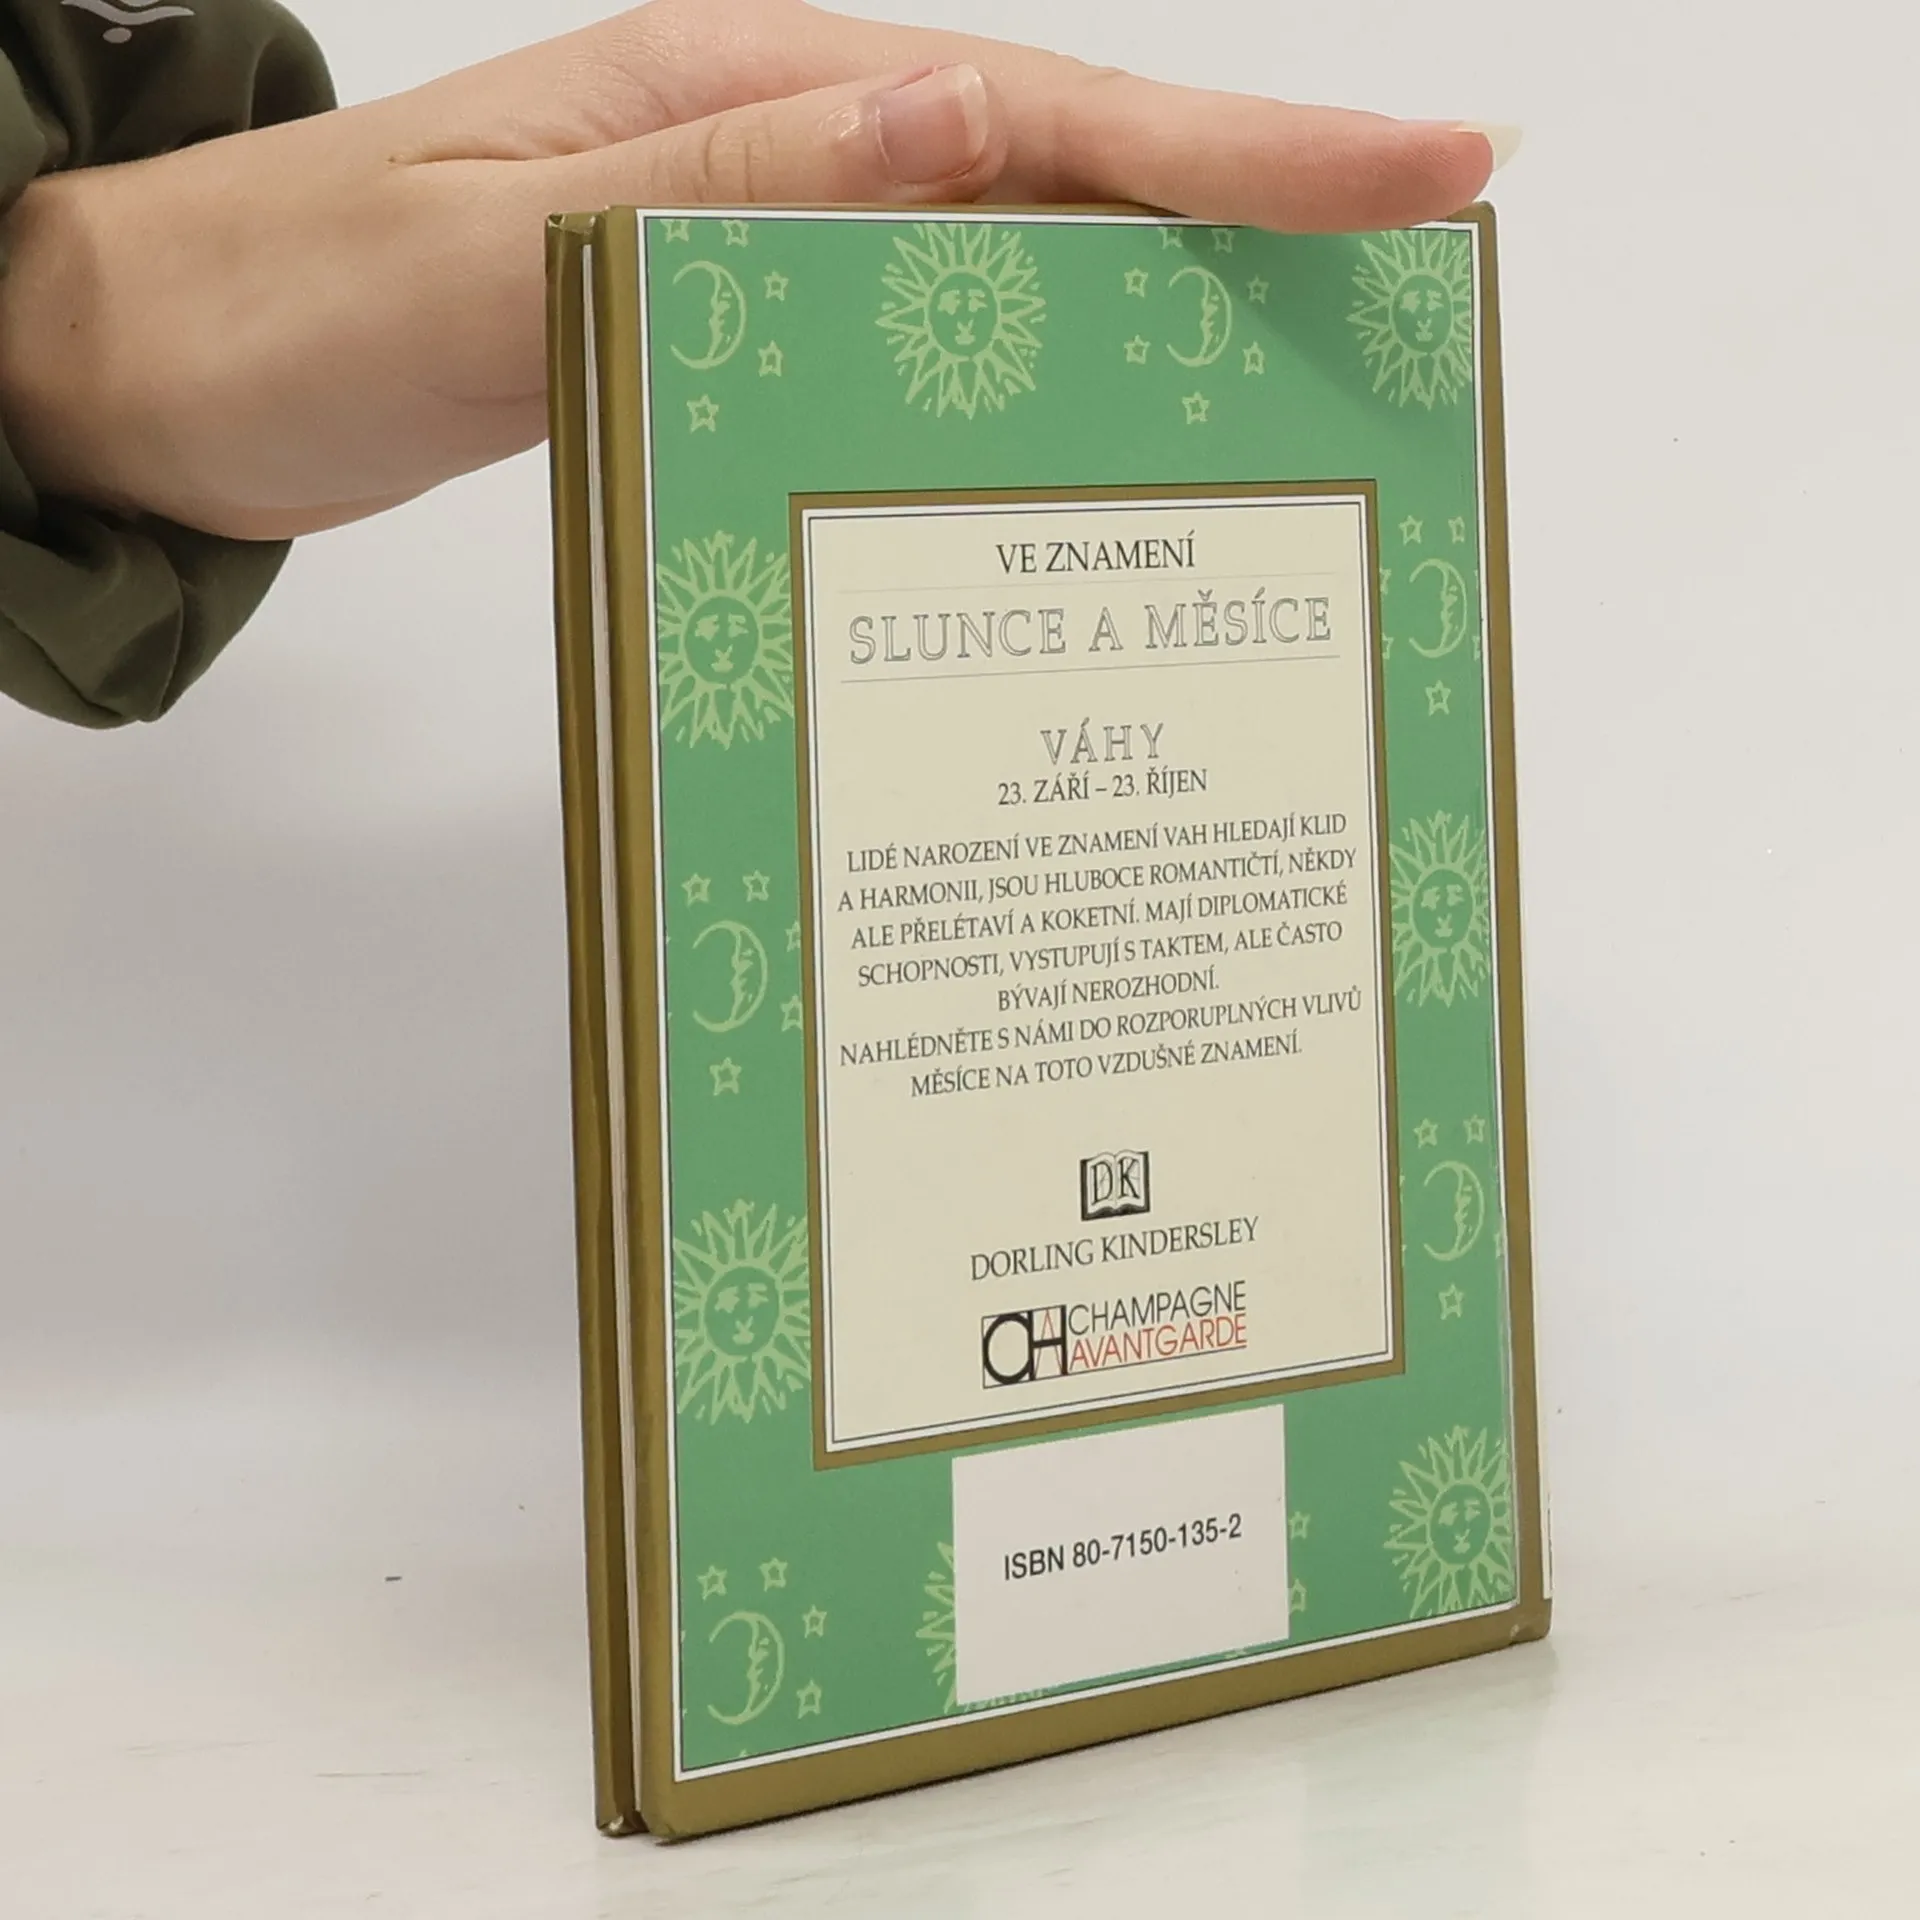 VE ZNAMENÍ
SLUNCE A MĚSÍCE
VÁHY
23. ZÁŘÍ – 23. ŘÍJEN
LIDÉ NAROZENÍ VE ZNAMENÍ VAH HLEDAJÍ KLID
A HARMONII, JSOU HLUBOCE ROMANTIČTÍ, NĚKDY
ALE PŘELÉTAVÍ A KOKETNÍ. MAJÍ DIPLOMATICKÉ
SCHOPNOSTI, VYSTUPUJÍ S TAKTEM, ALE ČASTO
BÝVAJÍ NEROZHODNÍ.
NAHLÉDNĚTE S NÁMI DO ROZPORUPLNÝCH VLIVŮ
MĚSÍCE NA TOTO VZDUŠNÉ ZNAMENÍ.
DK
DORLING KINDERSLEY
CHAMPAGNE
AVANTGARDE
ISBN 80-7150-135-2